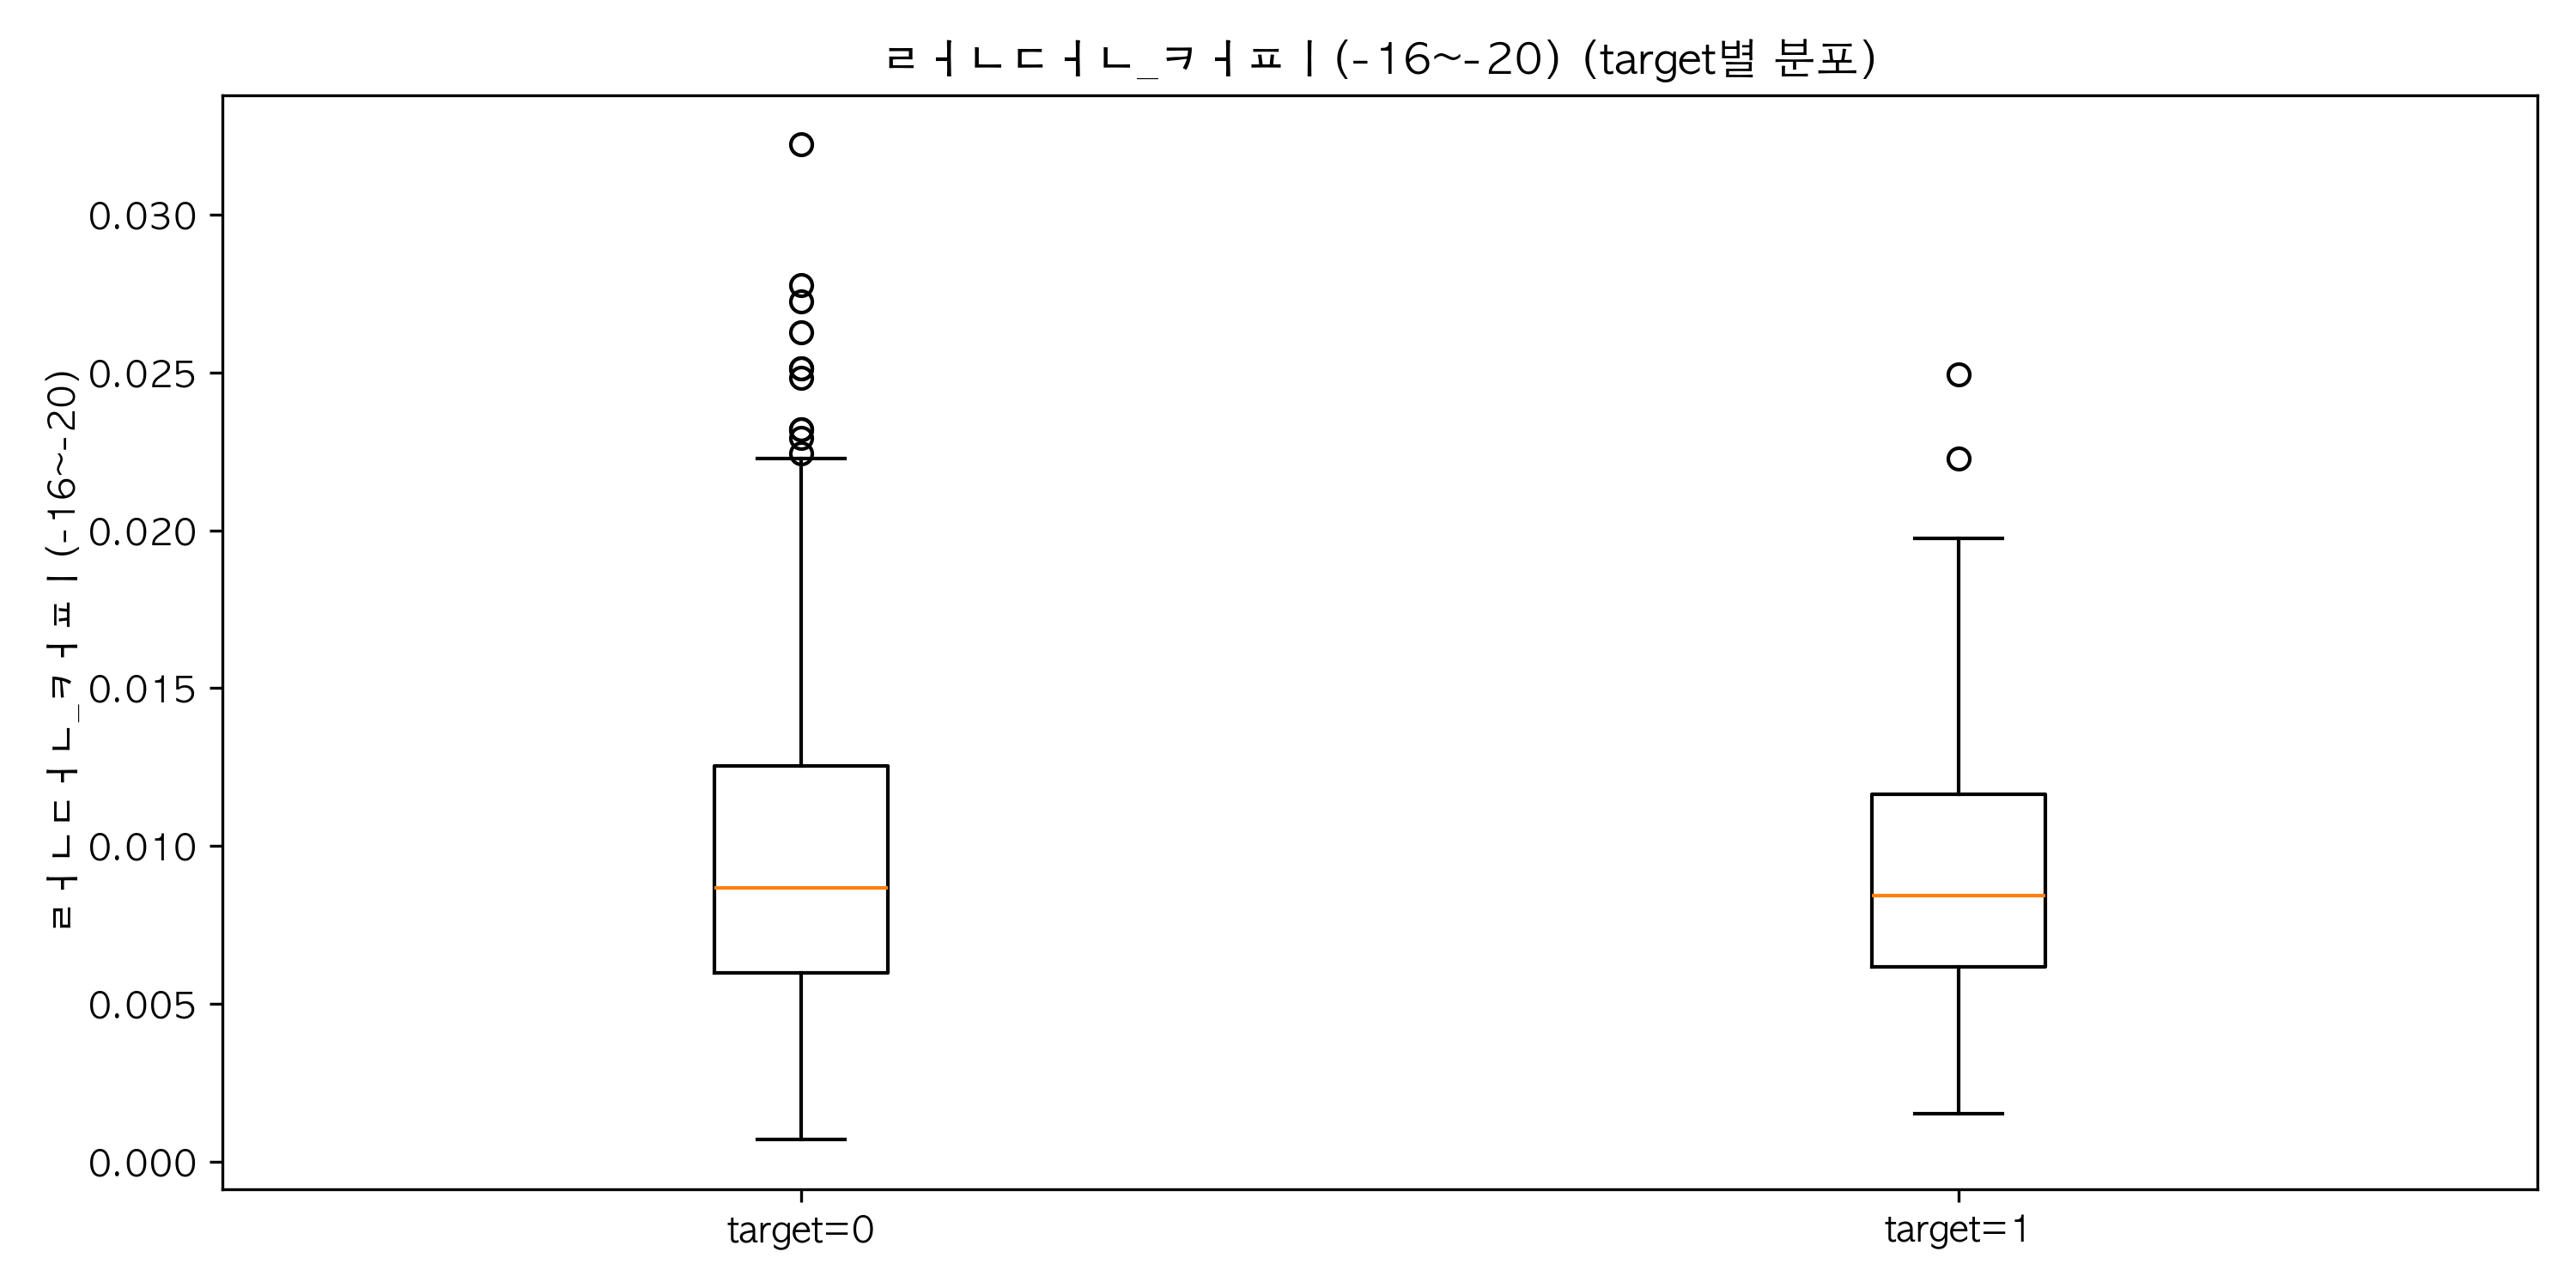 ㄹㅓㄴㄷㅓㄴ_ㅋㅓㅍㅣ(-16~-20) (target별 분포)
ㄹㅓㄴㄷㅓㄴ_ㅋㅓㅍㅣ(-16~-20)
0.030
0.025
0.020
0.015
0.010
0.005
0.000
target=0
target=1